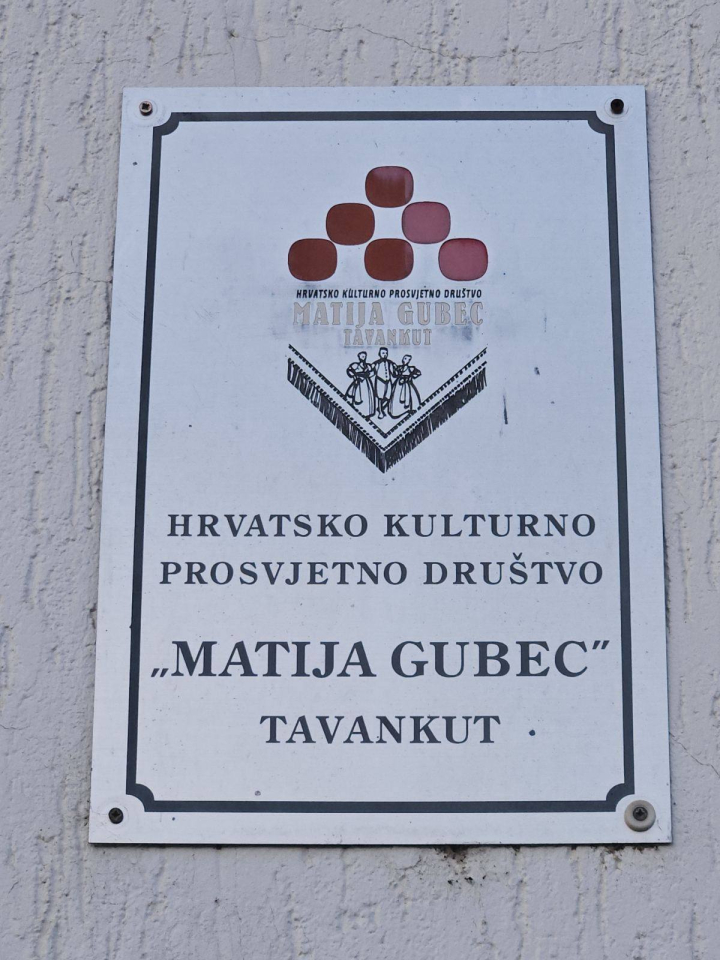 HRVATSKO KULTURNO PROSVJETNO DRUŠTVO
MATIJA GUBEC
TAVANKUT
HRVATSKO KULTURNO
PROSVJETNO DRUŠTVO
„MATIJA GUBEC”
TAVANKUT